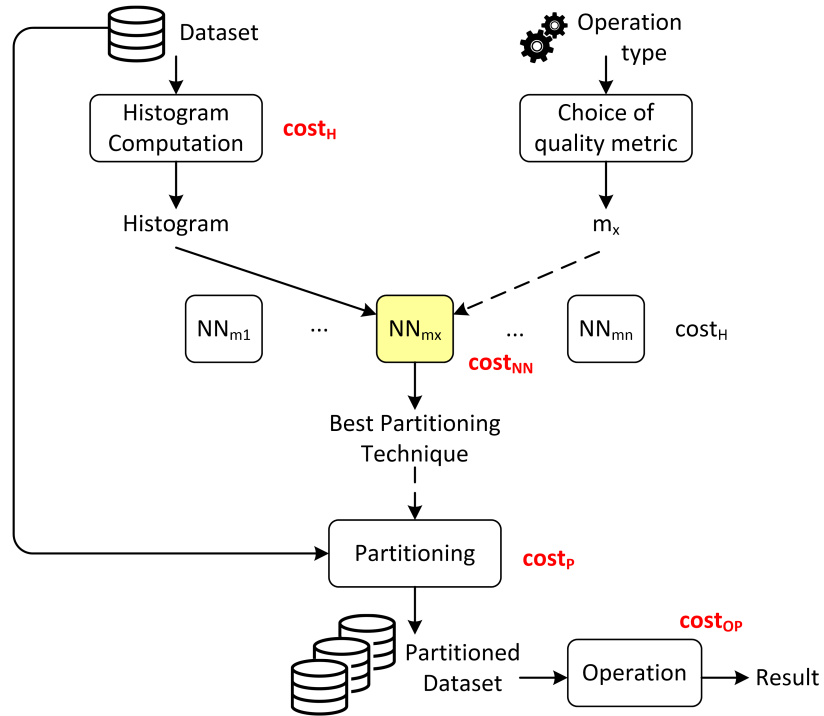 Dataset
Operation
type
Histogram
Computation
cost_H
Choice of
quality metric
Histogram
m_x
NN_m1
...
NN_mx
...
NN_mn
cost_H
cost_NN
Best Partitioning
Technique
Partitioning
cost_P
cost_OP
Partitioned
Dataset
Operation
Result